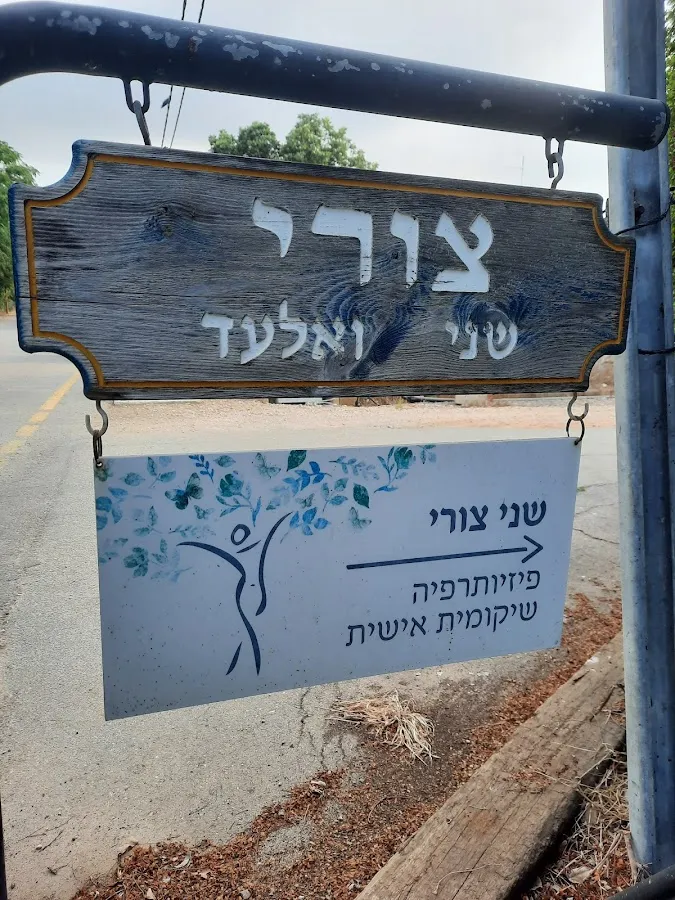 צורי
שני ואלעד
שני צורי
פיזיותרפיה
שיקומית אישית